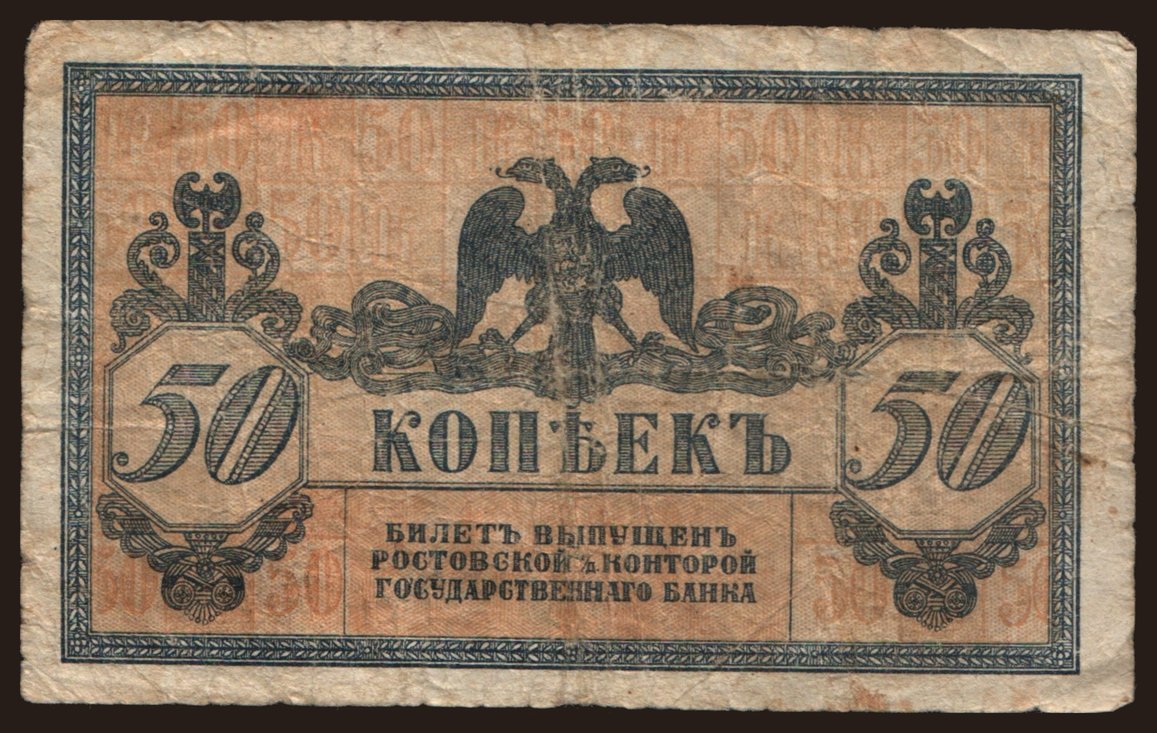 50 50
КОПѢЕКЪ
БИЛЕТЪ ВЫПУЩЕНЪ
РОСТОВСКОЙ н/д. КОНТОРОЙ
ГОСУДАРСТВЕННАГО БАНКА